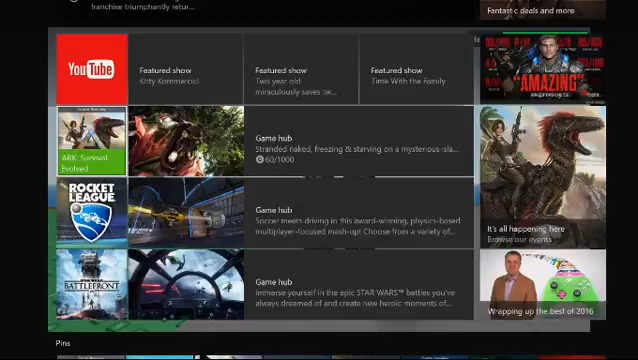 franchise triumphantly retur...
Fantastic deals and more
YouTube
Featured show
Kitty Kommercial
Featured show
Two year old
miraculously saves tw...
Featured show
Time With the Family
"AMAZING"
ARK: Survival
Evolved
Game hub
Stranded naked, freezing & starving on a mysterious isla...
G 60/1000
ROCKET
LEAGUE
Game hub
Soccer meets driving in this award-winning, physics-based
multiplayer-focused mash-up! Choose from a variety of...
It's all happening here
Browse our events
STAR WARS
BATTLEFRONT
Game hub
Immerse yourself in the epic STAR WARS™ battles you've
always dreamed of and create new heroic moments of...
Wrapping up the best of 2016
Pins